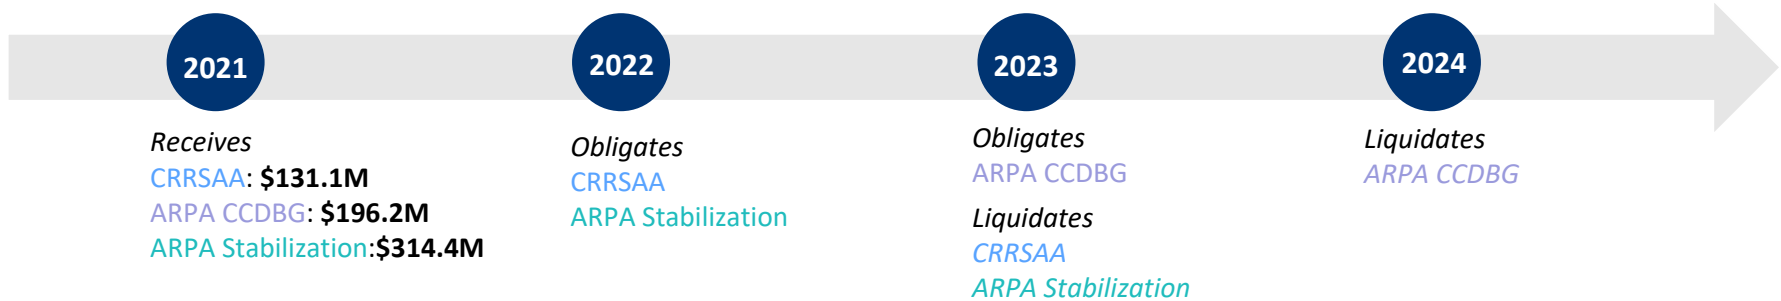 2021
Receives
CRRSAA: $131.1M
ARPA CCDBG: $196.2M
ARPA Stabilization:$314.4M
2022
Obligates
CRRSAA
ARPA Stabilization
2023
Obligates
ARPA CCDBG
Liquidates
CRRSAA
ARPA Stabilization
2024
Liquidates
ARPA CCDBG